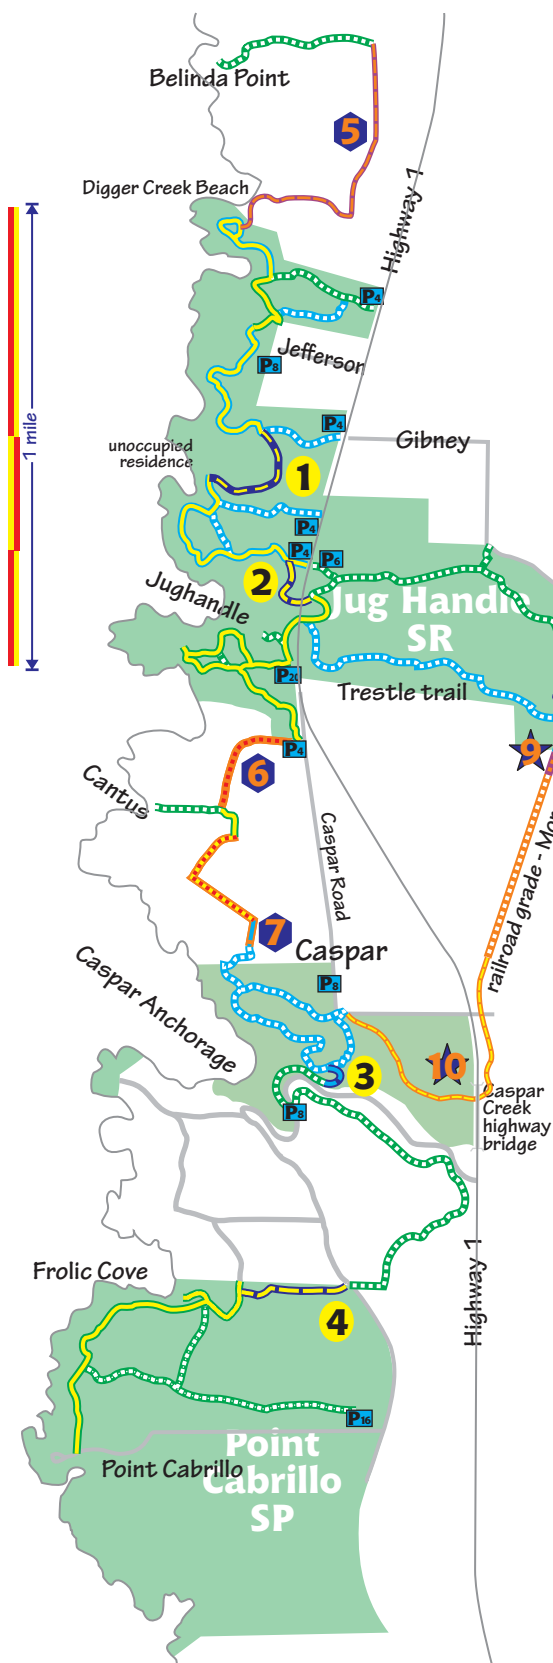 Belinda Point
5
Digger Creek Beach
Highway 1
P4
Jefferson
P8
P4
Gibney
1 mile
unoccupied
residence
1
P4
P4
P6
2
Jughandle
Jug Handle
SR
P20
Trestle trail
P4
9
6
Cantus
Caspar Road
railroad grade - Mor
7
Caspar
Caspar Anchorage
P8
10
3
P8
Caspar
Creek
highway
bridge
Frolic Cove
Highway 1
4
P16
Point
Cabrillo
SP
Point Cabrillo